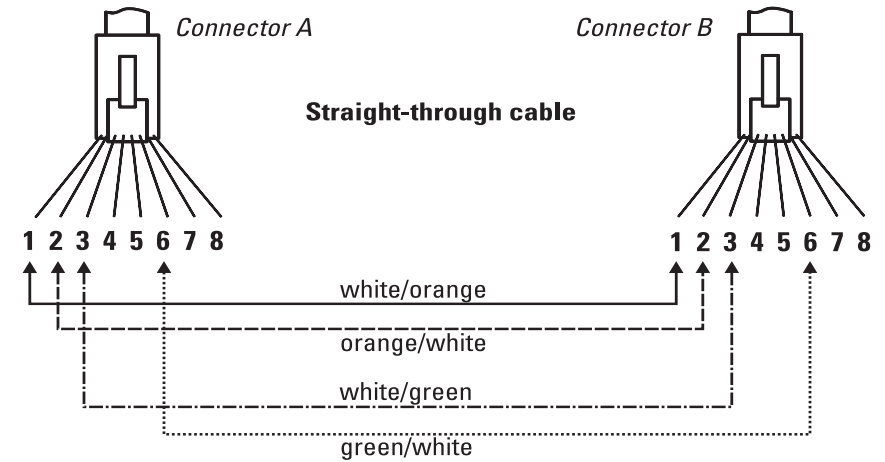 Connector A
Connector B
Straight-through cable
1 2 3 4 5 6 7 8
1 2 3 4 5 6 7 8
white/orange
orange/white
white/green
green/white